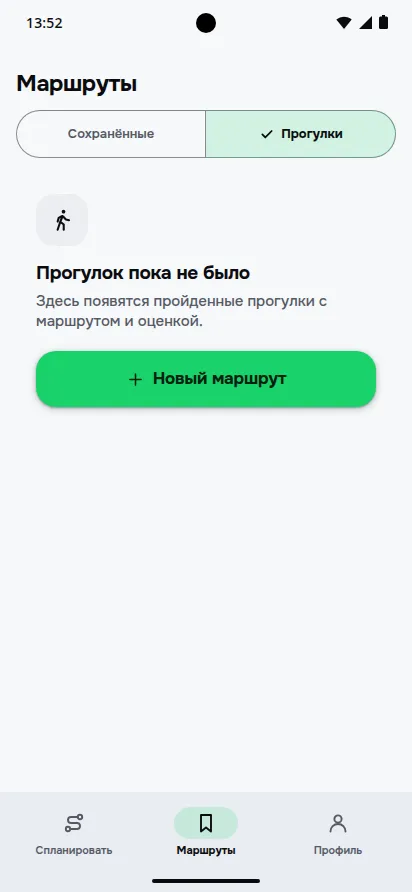 13:52
Маршруты
Сохранённые
Прогулки
Прогулок пока не было
Здесь появятся пройденные прогулки с
маршрутом и оценкой.
Новый маршрут
Спланировать
Маршруты
Профиль